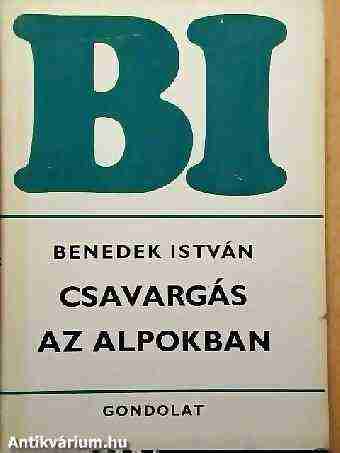 BI
BENEDEK ISTVÁN
CSAVARGÁS
AZ ALPOKBAN
GONDOLAT
Antikvárium.hu